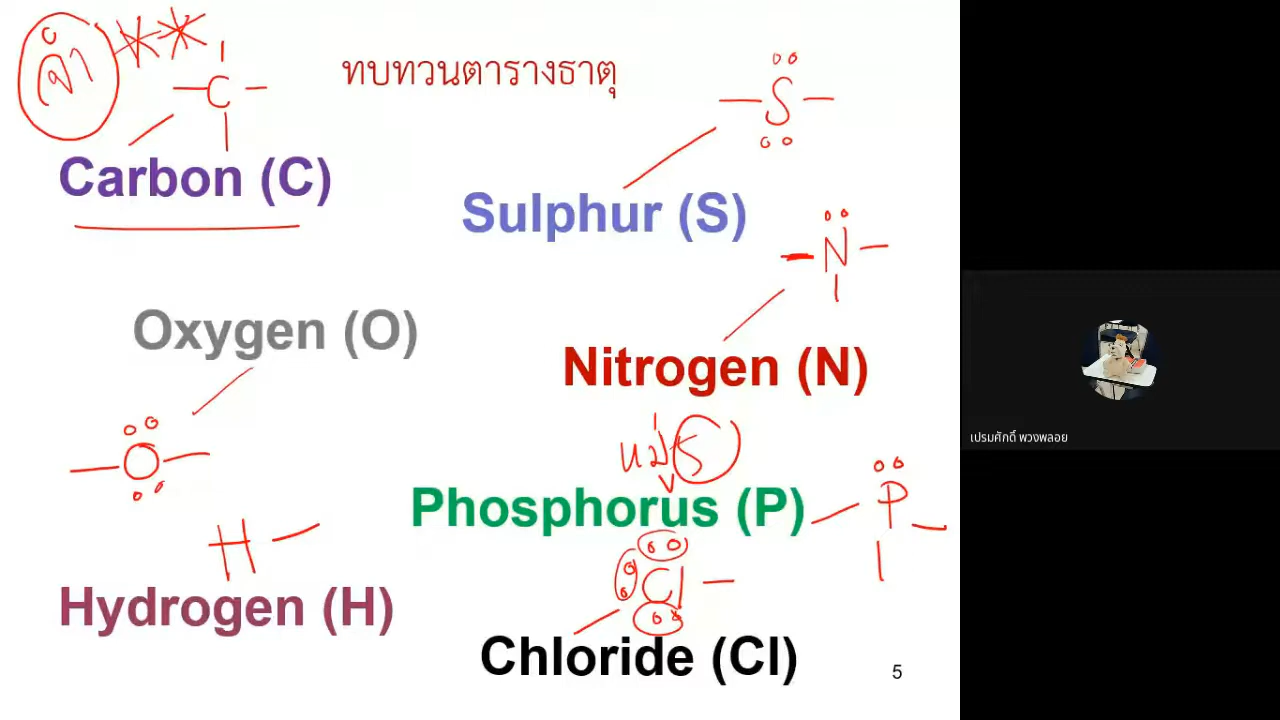 จำ ** C
ทบทวนตารางธาตุ
S
Carbon (C)
Sulphur (S)
N
Oxygen (O)
Nitrogen (N)
หมู่ 5
O
P
Phosphorus (P)
H
Cl
Hydrogen (H)
Chloride (Cl)
5
เปรมศักดิ์ พวงพลอย